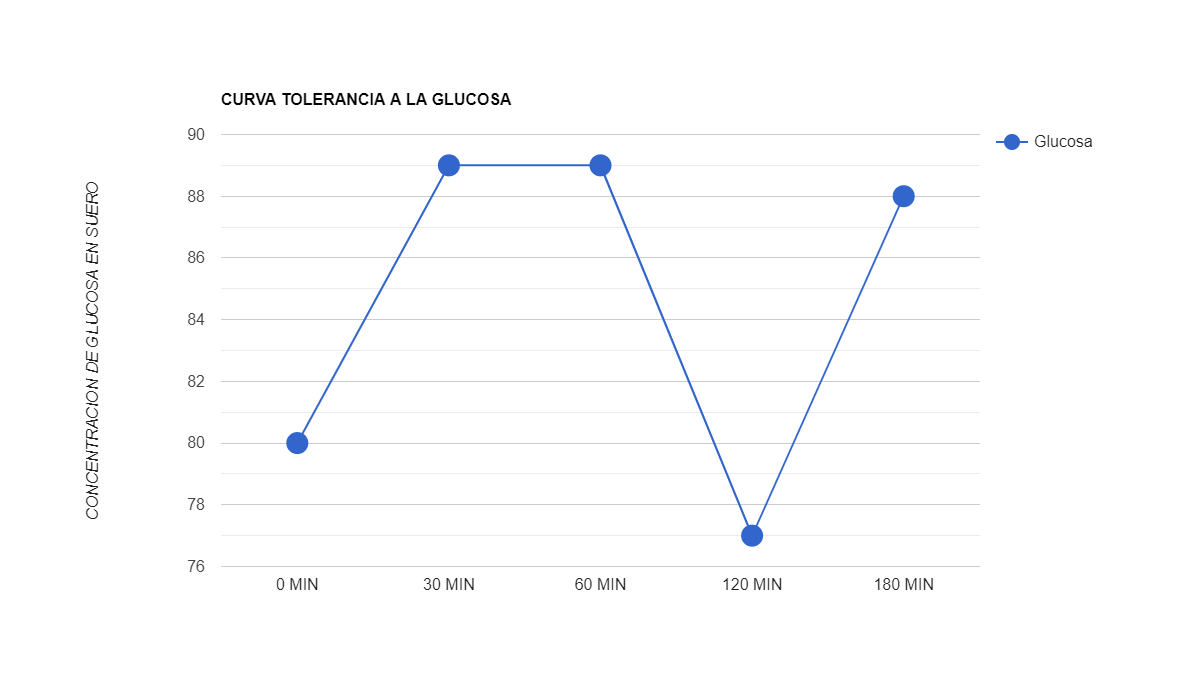 CURVA TOLERANCIA A LA GLUCOSA
CONCENTRACION DE GLUCOSA EN SUERO
90
88
86
84
82
80
78
76
0 MIN
30 MIN
60 MIN
120 MIN
180 MIN
Glucosa